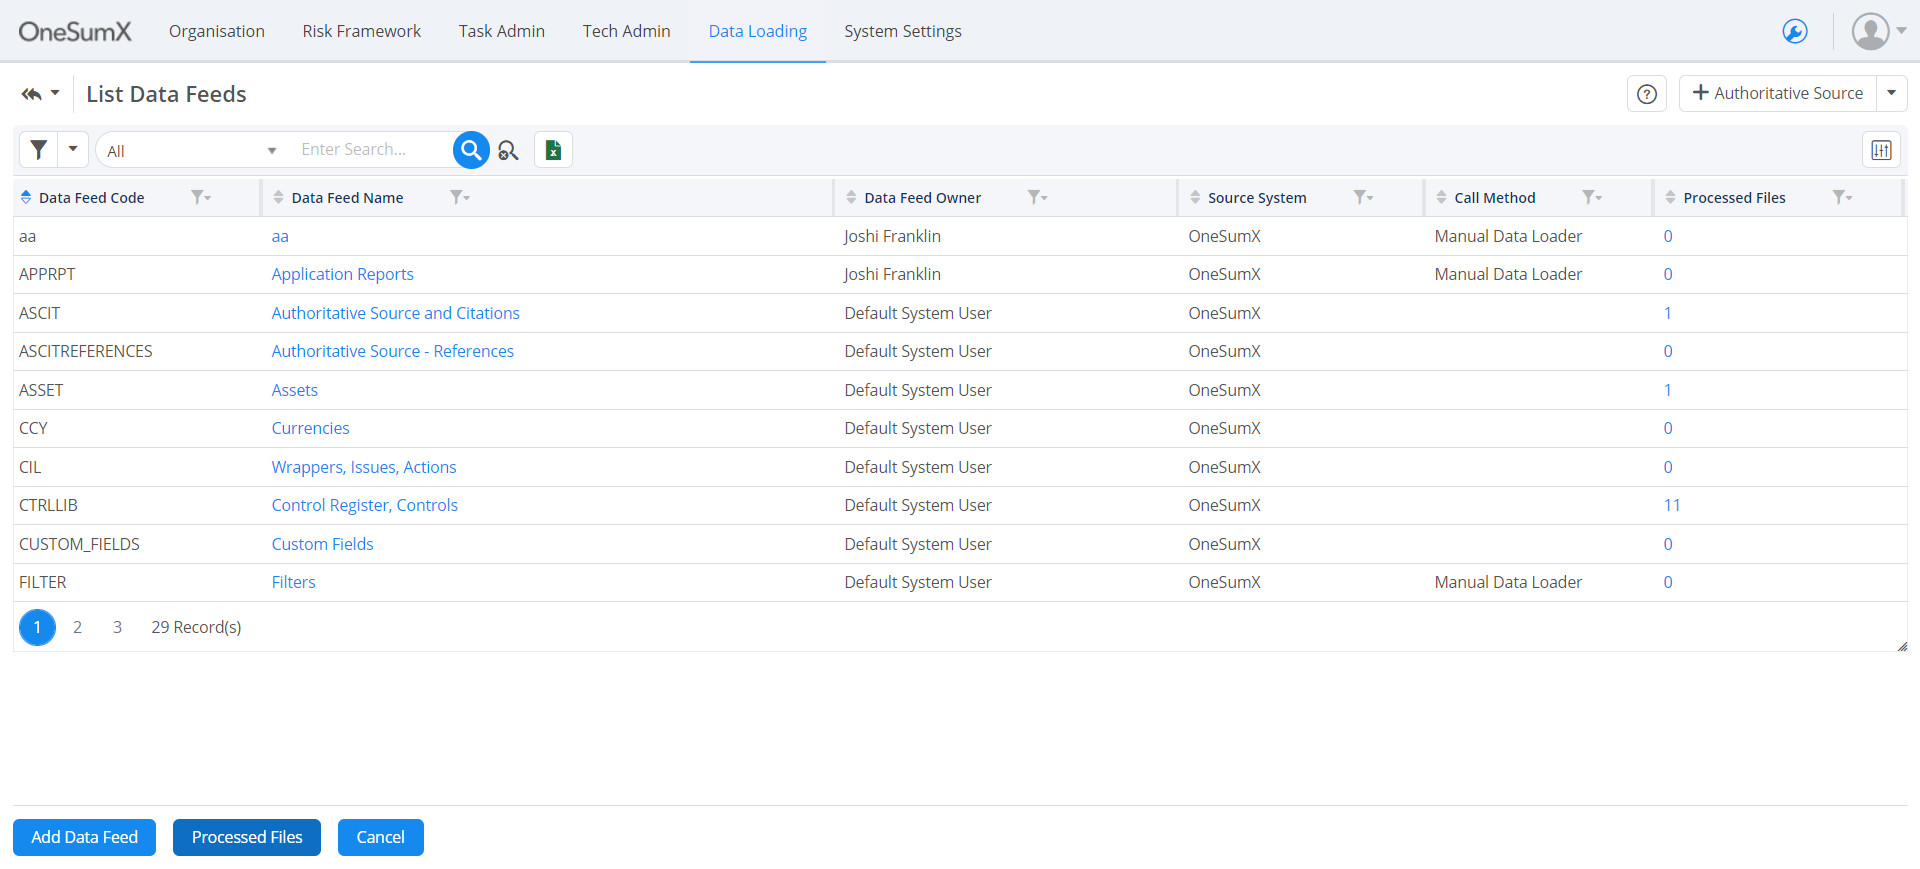 OneSumX Organisation Risk Framework Task Admin Tech Admin Data Loading System Settings
List Data Feeds ? Authoritative Source
All Enter Search...
Data Feed Code Data Feed Name Data Feed Owner Source System Call Method Processed Files
aa aa Joshi Franklin OneSumX Manual Data Loader 0
APPRPT Application Reports Joshi Franklin OneSumX Manual Data Loader 0
ASCIT Authoritative Source and Citations Default System User OneSumX 1
ASCITREFERENCES Authoritative Source - References Default System User OneSumX 0
ASSET Assets Default System User OneSumX 1
CCY Currencies Default System User OneSumX 0
CIL Wrappers, Issues, Actions Default System User OneSumX 0
CTRLLIB Control Register, Controls Default System User OneSumX 11
CUSTOM_FIELDS Custom Fields Default System User OneSumX 0
FILTER Filters Default System User OneSumX Manual Data Loader 0
1 2 3 29 Record(s)
Add Data Feed Processed Files Cancel